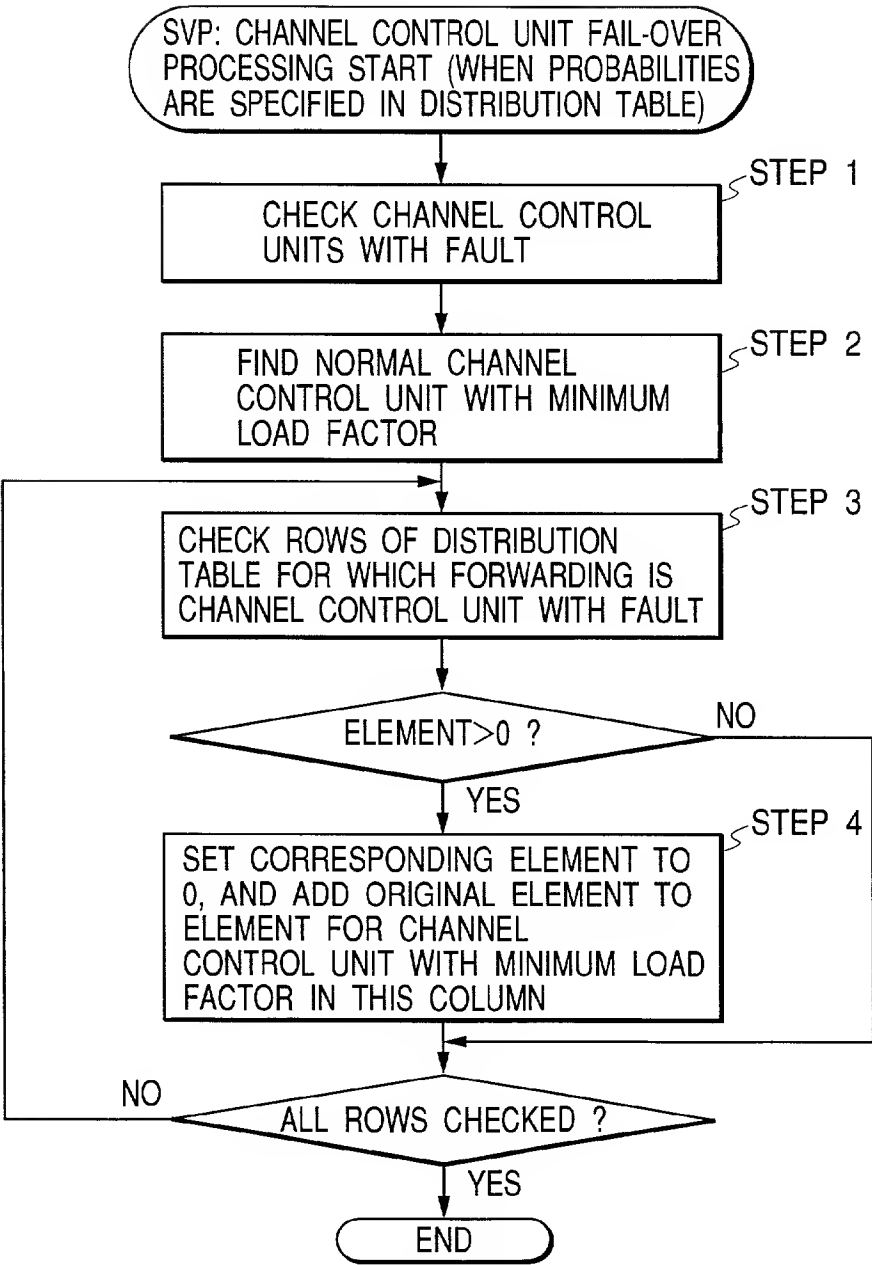 SVP: CHANNEL CONTROL UNIT FAIL-OVER
PROCESSING START (WHEN PROBABILITIES
ARE SPECIFIED IN DISTRIBUTION TABLE)
STEP 1
CHECK CHANNEL CONTROL
UNITS WITH FAULT
STEP 2
FIND NORMAL CHANNEL
CONTROL UNIT WITH MINIMUM
LOAD FACTOR
STEP 3
CHECK ROWS OF DISTRIBUTION
TABLE FOR WHICH FORWARDING IS
CHANNEL CONTROL UNIT WITH FAULT
ELEMENT>0 ?
NO
YES
STEP 4
SET CORRESPONDING ELEMENT TO
0, AND ADD ORIGINAL ELEMENT TO
ELEMENT FOR CHANNEL
CONTROL UNIT WITH MINIMUM LOAD
FACTOR IN THIS COLUMN
NO
ALL ROWS CHECKED ?
YES
END